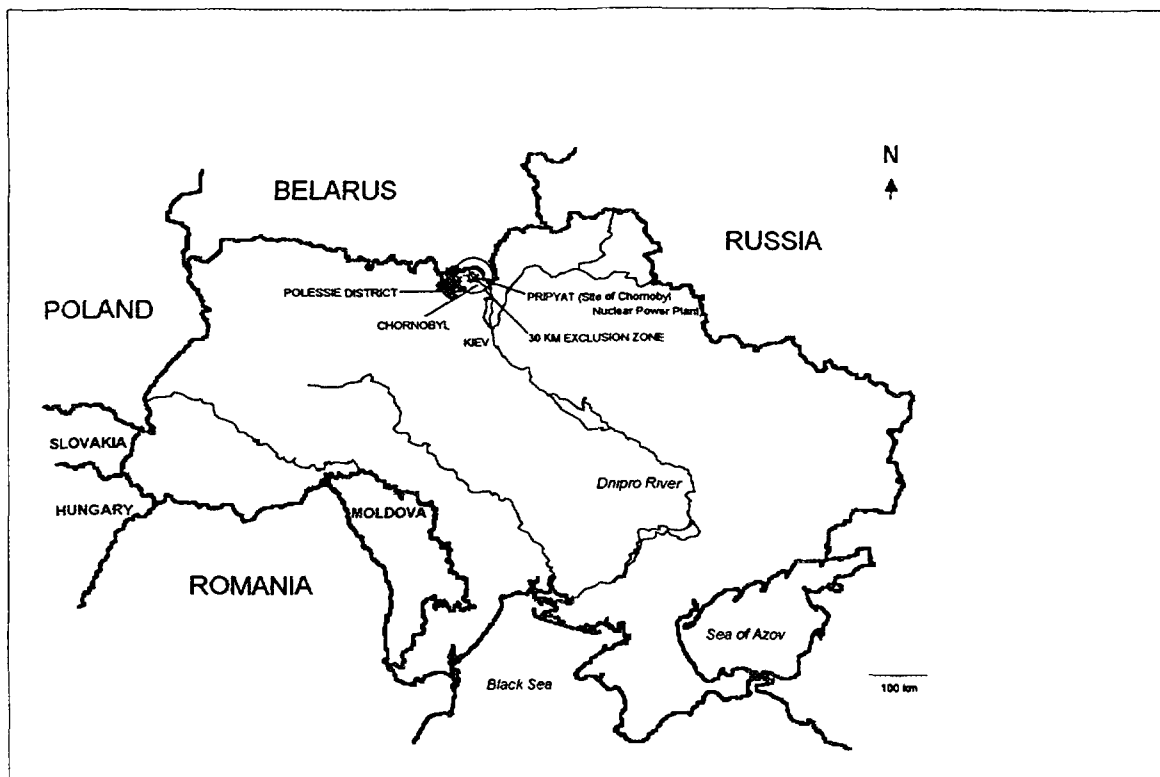 N
BELARUS
RUSSIA
POLESSIE DISTRICT
PRIPYAT (Site of Chornobyl
Nuclear Power Plant)
POLAND
CHORNOBYL
30 KM EXCLUSION ZONE
KIEV
SLOVAKIA
Dnipro River
HUNGARY
MOLDOVA
ROMANIA
Sea of Azov
Black Sea
100 km